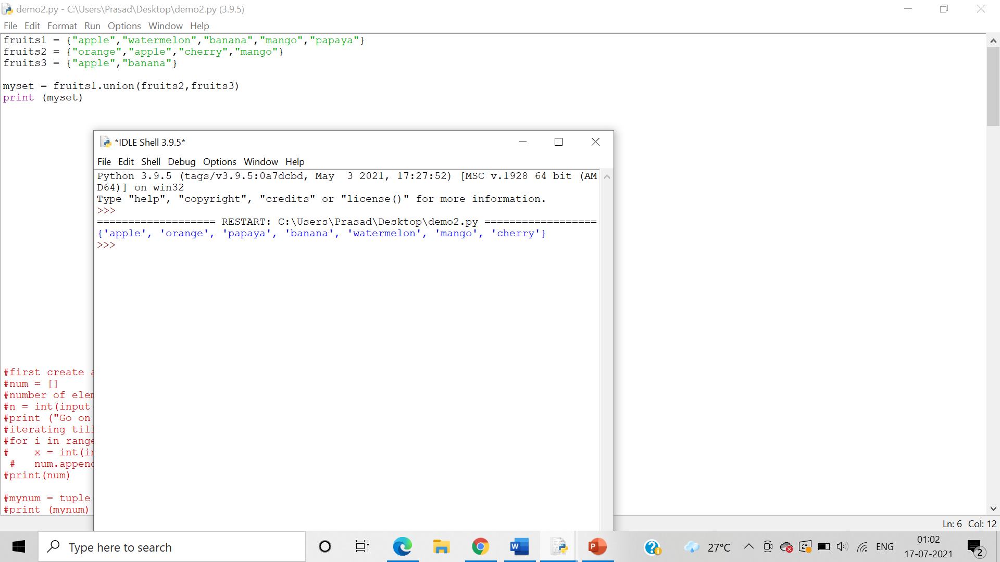 demo2.py - C:\Users\Prasad\Desktop\demo2.py (3.9.5)
File Edit Format Run Options Window Help
fruits1 = {"apple","watermelon","banana","mango","papaya"}
fruits2 = {"orange","apple","cherry","mango"}
fruits3 = {"apple","banana"}
myset = fruits1.union(fruits2,fruits3)
print (myset)
*IDLE Shell 3.9.5*
File Edit Shell Debug Options Window Help
Python 3.9.5 (tags/v3.9.5:0a7dcbd, May  3 2021, 17:27:52) [MSC v.1928 64 bit (AM
D64)] on win32
Type "help", "copyright", "credits" or "license()" for more information.
>>>
=================== RESTART: C:\Users\Prasad\Desktop\demo2.py ==================
{'apple', 'orange', 'papaya', 'banana', 'watermelon', 'mango', 'cherry'}
>>>
#first create
#num = []
#number of
#n = int(input
#print ("Go on
#iterating till
#for i in range
#    x = int(in
 #   num.append
#print(num)
#mynum = tuple
#print (mynum)
Ln: 6 Col: 12
Type here to search
27°C
ENG
01:02
17-07-2021
2